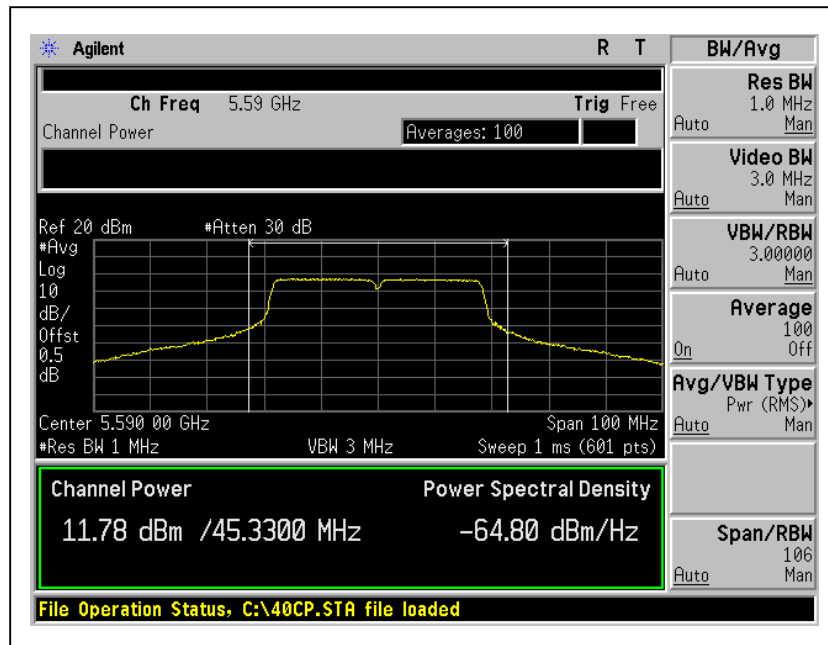 Agilent R T
BW/Avg
Ch Freq 5.59 GHz Trig Free
Channel Power Averages: 100
Res BW
1.0 MHz
Auto Man
Video BW
3.0 MHz
Auto Man
VBW/RBW
3.00000
Auto Man
Average
100
On Off
Avg/VBW Type
Pwr (RMS)
Auto Man
Span/RBW
106
Auto Man
Ref 20 dBm #Atten 30 dB
#Avg
Log
10
dB/
Offst
0.5
dB
Center 5.590 00 GHz Span 100 MHz
#Res BW 1 MHz VBW 3 MHz Sweep 1 ms (601 pts)
Channel Power Power Spectral Density
11.78 dBm /45.3300 MHz -64.80 dBm/Hz
File Operation Status, C:\40CP.STA file loaded